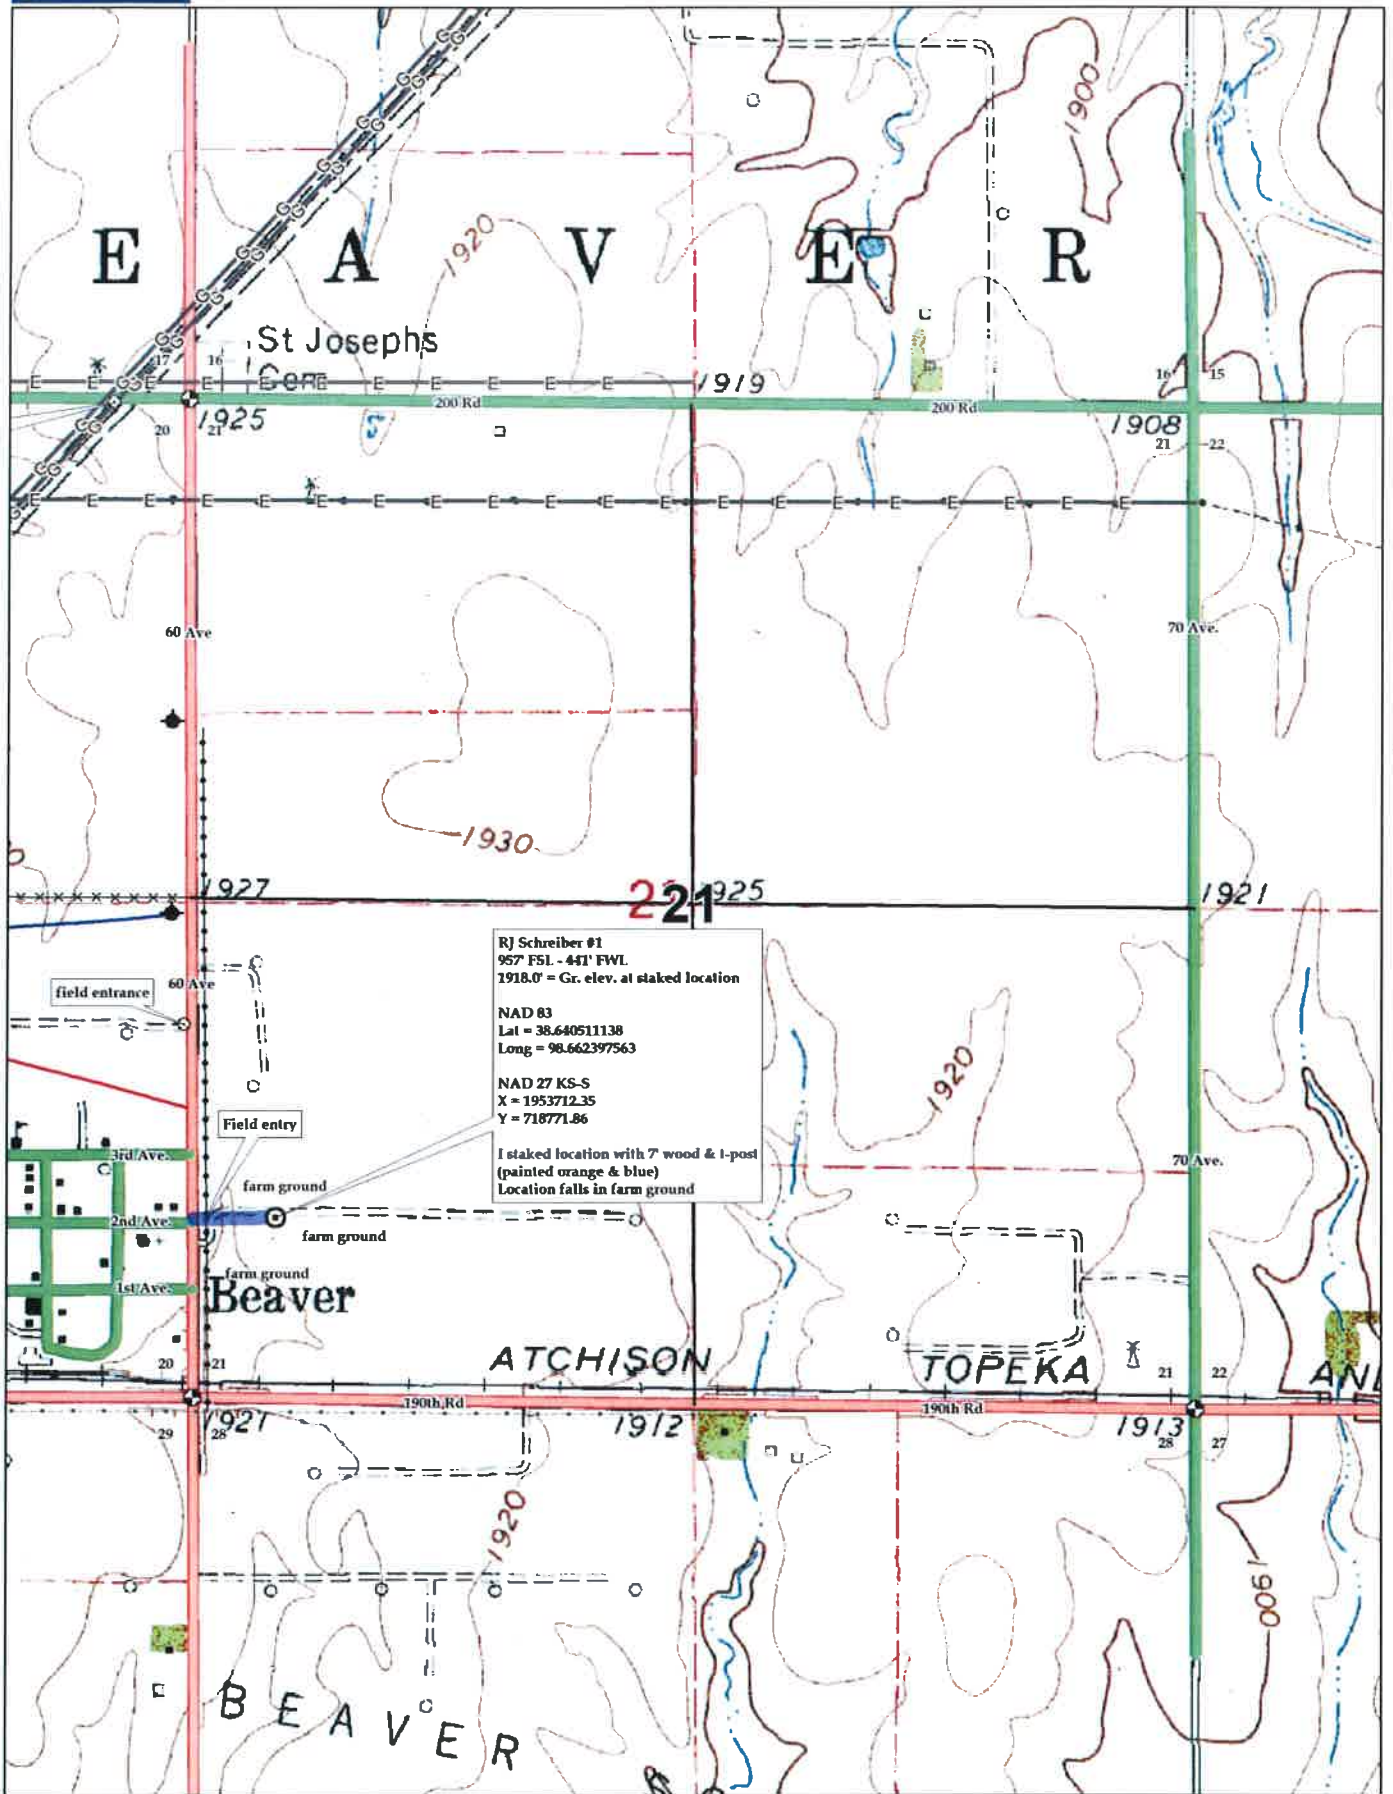 1900
E A V E R
1920
St Josephs
Cem
17
16
E E E E E E E E E E E
1919
16
15
200 Rd
200 Rd
1925
1908
20
21
21
22
E E E E E E E E E E E E E E E E E E E E
60 Ave
70 Ave.
1930
1927
21
1925
1921
RJ Schreiber #1
957' FSL - 441' FWL
1918.0' = Gr. elev. at staked location
NAD 83
Lat = 38.640511138
Long = 98.662397563
NAD 27 KS-S
X = 1953712.35
Y = 718771.86
I staked location with 7' wood & t-post
(painted orange & blue)
Location falls in farm ground
60 Ave
field entrance
1920
Field entry
3rd Ave.
70 Ave.
farm ground
2nd Ave.
farm ground
farm ground
1st Ave.
Beaver
ATCHISON TOPEKA AND
20
21
21
22
190th Rd
190th Rd
1921
1912
1913
29
28
28
27
1920
1900
BEAVER